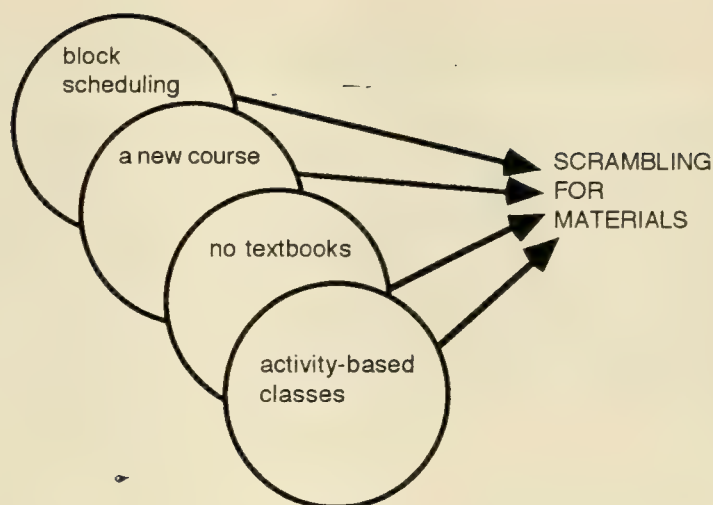 block
scheduling
a new course
no textbooks
activity-based
classes
SCRAMBLING
FOR
MATERIALS